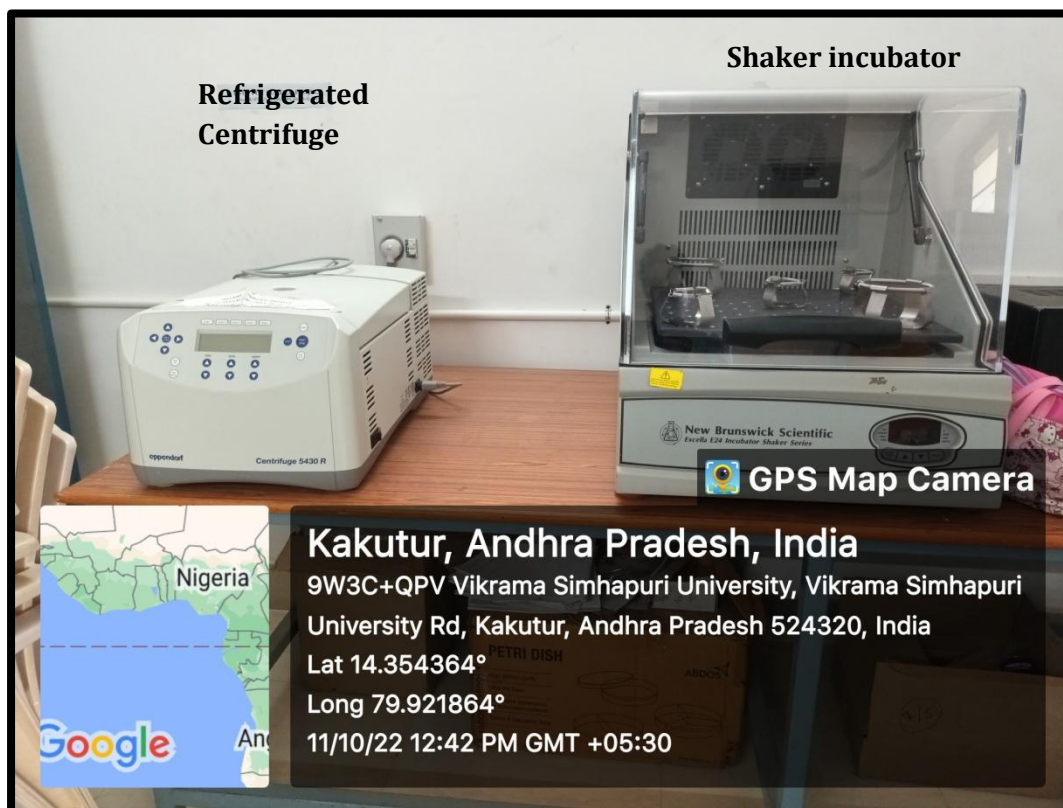 Shaker incubator
Refrigerated
Centrifuge
eppendorf
Centrifuge 5430 R
New Brunswick Scientific
Excella E24 Incubator Shaker Series
GPS Map Camera
Nigeria
Google
Kakutur, Andhra Pradesh, India
9W3C+QPV Vikrama Simhapuri University, Vikrama Simhapuri
University Rd, Kakutur, Andhra Pradesh 524320, India
Lat 14.354364°
Long 79.921864°
11/10/22 12:42 PM GMT +05:30
PETRI DISH
ABDOS